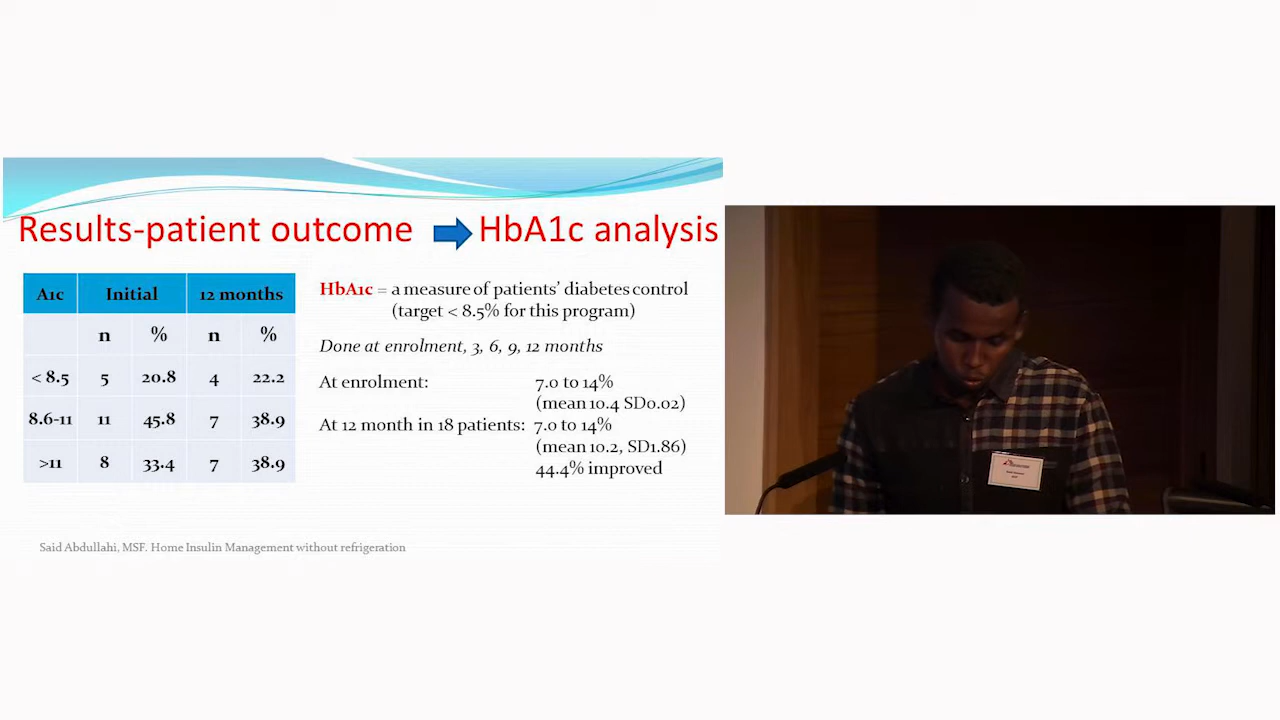 Results-patient outcome HbA1c analysis
A1c Initial 12 months
n % n %
< 8.5 5 20.8 4 22.2
8.6-11 11 45.8 7 38.9
>11 8 33.4 7 38.9
HbA1c = a measure of patients’ diabetes control
(target < 8.5% for this program)
Done at enrolment, 3, 6, 9, 12 months
At enrolment: 7.0 to 14%
(mean 10.4 SD0.02)
At 12 month in 18 patients: 7.0 to 14%
(mean 10.2, SD1.86)
44.4% improved
Said Abdullahi, MSF. Home Insulin Management without refrigeration